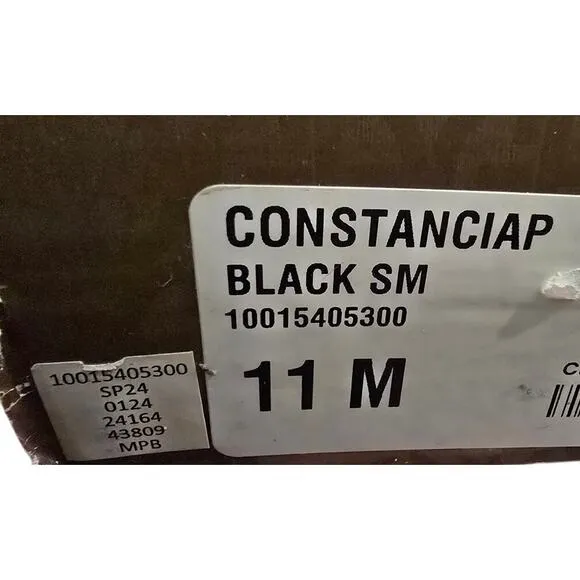 CONSTANCIAP
BLACK SM
10015405300
11 M
10015405300
SP24
0124
24164
43809
MPB